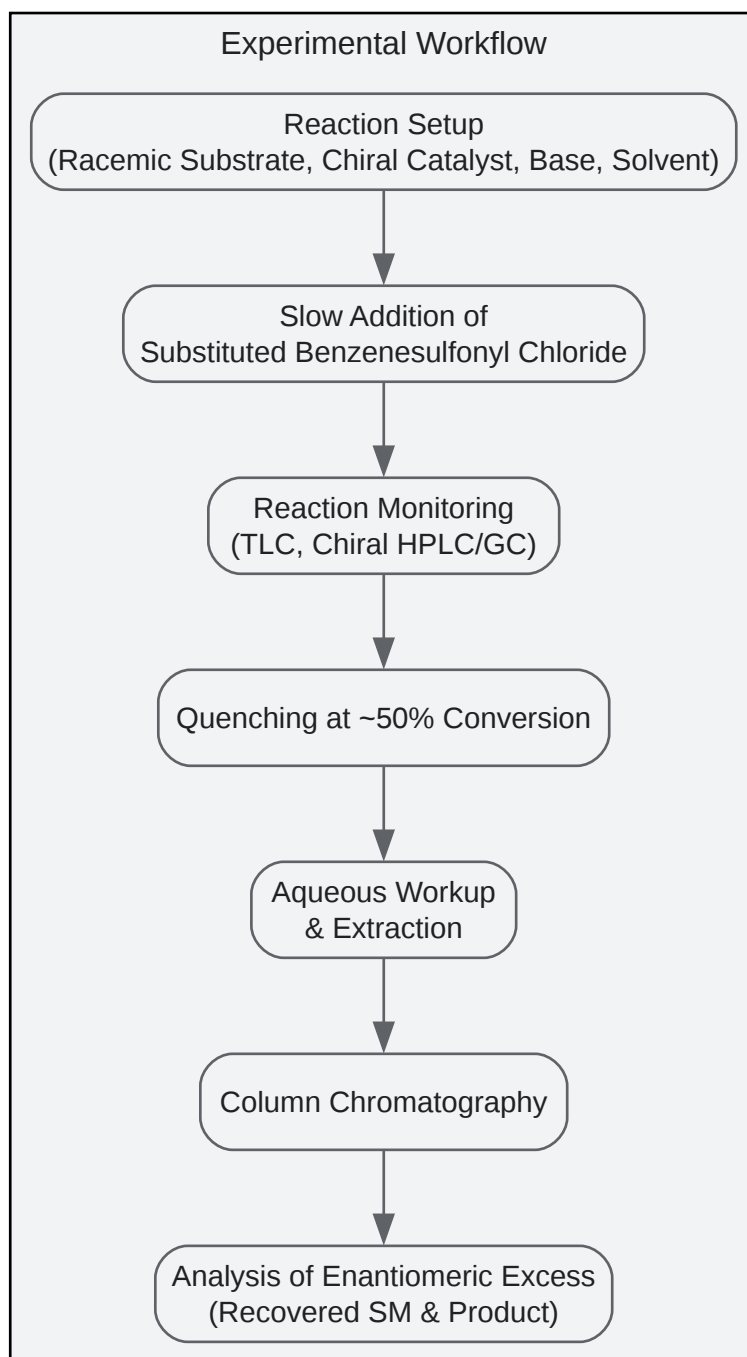 Experimental Workflow
Reaction Setup
(Racemic Substrate, Chiral Catalyst, Base, Solvent)
Slow Addition of
Substituted Benzenesulfonyl Chloride
Reaction Monitoring
(TLC, Chiral HPLC/GC)
Quenching at ~50% Conversion
Aqueous Workup
& Extraction
Column Chromatography
Analysis of Enantiomeric Excess
(Recovered SM & Product)